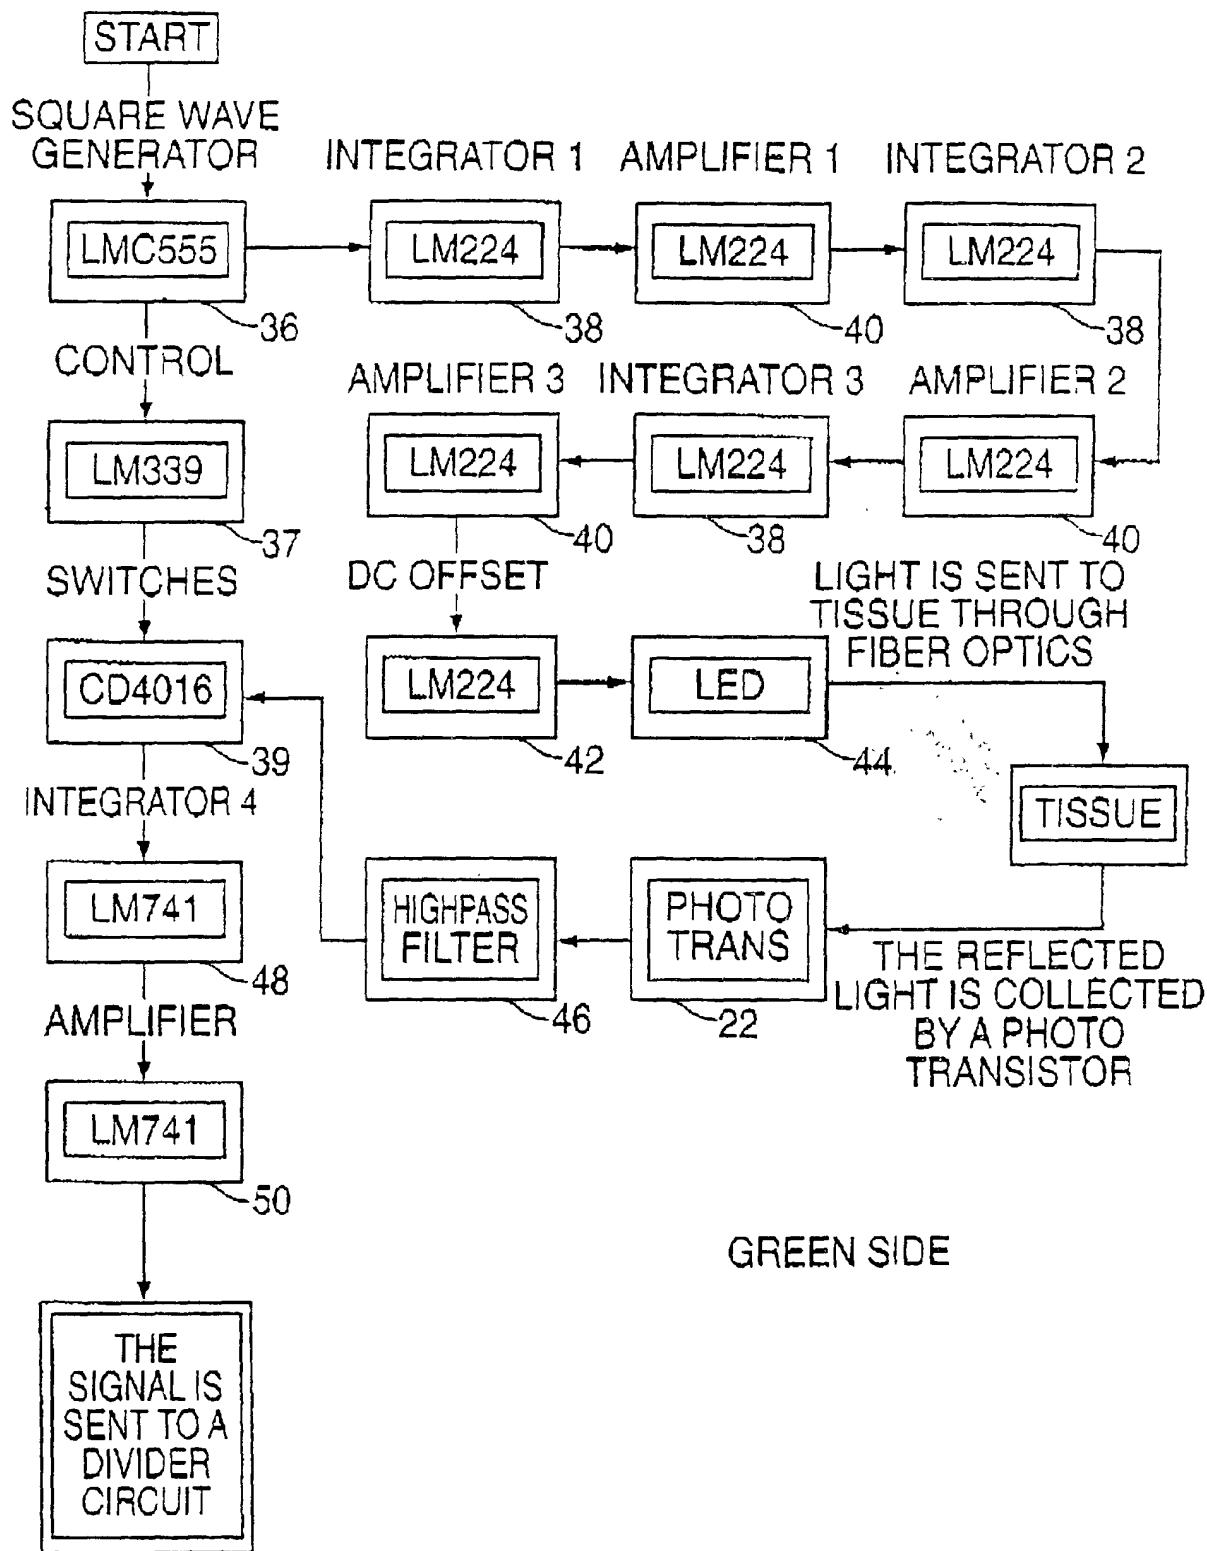 START
SQUARE WAVE
GENERATOR
INTEGRATOR 1
AMPLIFIER 1
INTEGRATOR 2
LMC555
LM224
LM224
LM224
36
38
40
38
CONTROL
AMPLIFIER 3
INTEGRATOR 3
AMPLIFIER 2
LM339
LM224
LM224
LM224
37
40
38
40
SWITCHES
DC OFFSET
LIGHT IS SENT TO
TISSUE THROUGH
FIBER OPTICS
CD4016
LM224
LED
39
42
44
INTEGRATOR 4
TISSUE
LM741
HIGHPASS
FILTER
PHOTO
TRANS
48
46
22
THE REFLECTED
LIGHT IS COLLECTED
BY A PHOTO
TRANSISTOR
AMPLIFIER
LM741
50
GREEN SIDE
THE
SIGNAL IS
SENT TO A
DIVIDER
CIRCUIT